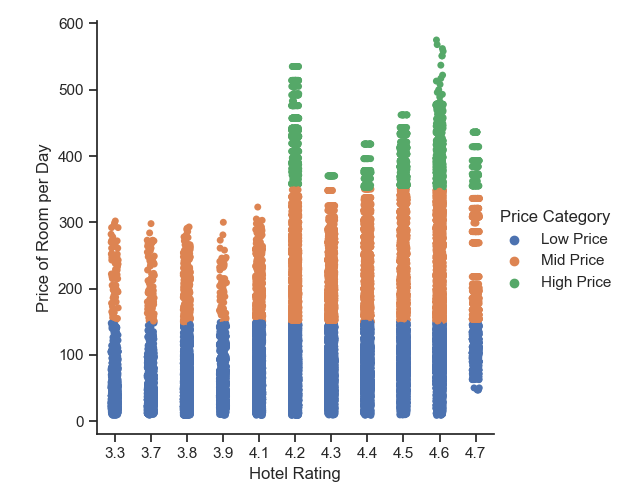 600
500
400
300
200
100
0
Price of Room per Day
3.3 3.7 3.8 3.9 4.1 4.2 4.3 4.4 4.5 4.6 4.7
Hotel Rating
Price Category
Low Price
Mid Price
High Price